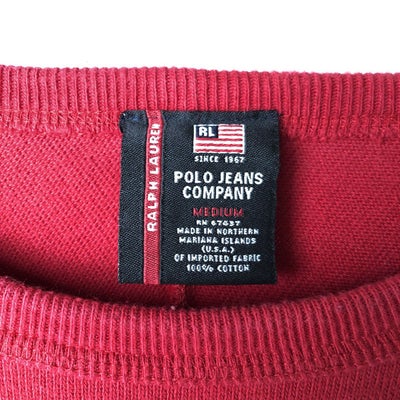 RALPH LAUREN
RL
SINCE 1967
POLO JEANS
COMPANY
MEDIUM
RN 67437
MADE IN NORTHERN
MARIANA ISLANDS
(U.S.A.)
OF IMPORTED FABRIC
100% COTTON